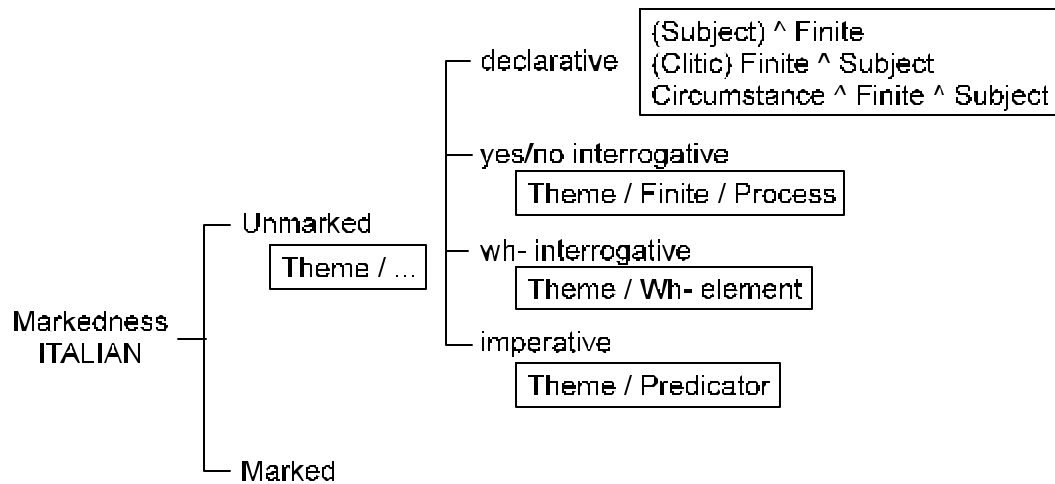 (Subject) ^ Finite
declarative
(Clitic) Finite ^ Subject
Circumstance ^ Finite ^ Subject
yes/no interrogative
Theme / Finite / Process
Unmarked
Theme / ...
wh- interrogative
Theme / Wh- element
Markedness
ITALIAN
imperative
Theme / Predicator
Marked